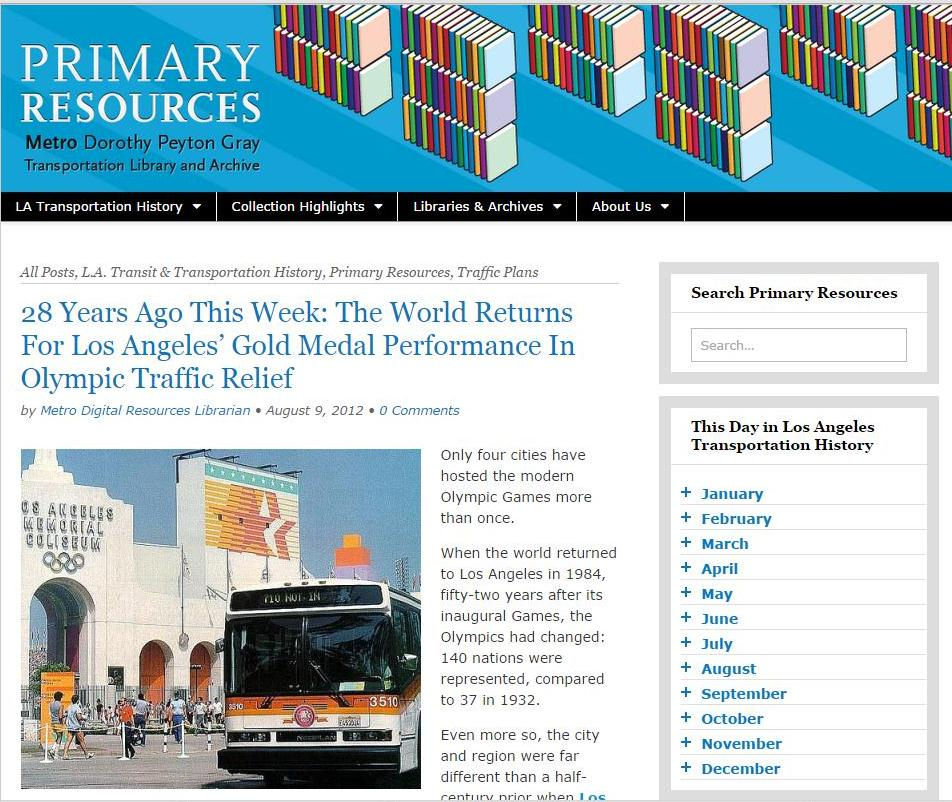 PRIMARY
RESOURCES
Metro Dorothy Peyton Gray
Transportation Library and Archive
LA Transportation History
Collection Highlights
Libraries & Archives
About Us
All Posts, L.A. Transit & Transportation History, Primary Resources, Traffic Plans
28 Years Ago This Week: The World Returns
For Los Angeles’ Gold Medal Performance In
Olympic Traffic Relief
by Metro Digital Resources Librarian • August 9, 2012 • 0 Comments
OS ANGELES
MEMORIAL
COLISEUM
3510
3510
NEOPLAN
Only four cities have
hosted the modern
Olympic Games more
than once.
When the world returned
to Los Angeles in 1984,
fifty-two years after its
inaugural Games, the
Olympics had changed:
140 nations were
represented, compared
to 37 in 1932.
Even more so, the city
and region were far
different than a half-
century prior when Los
Search Primary Resources
Search...
This Day in Los Angeles
Transportation History
+ January
+ February
+ March
+ April
+ May
+ June
+ July
+ August
+ September
+ October
+ November
+ December